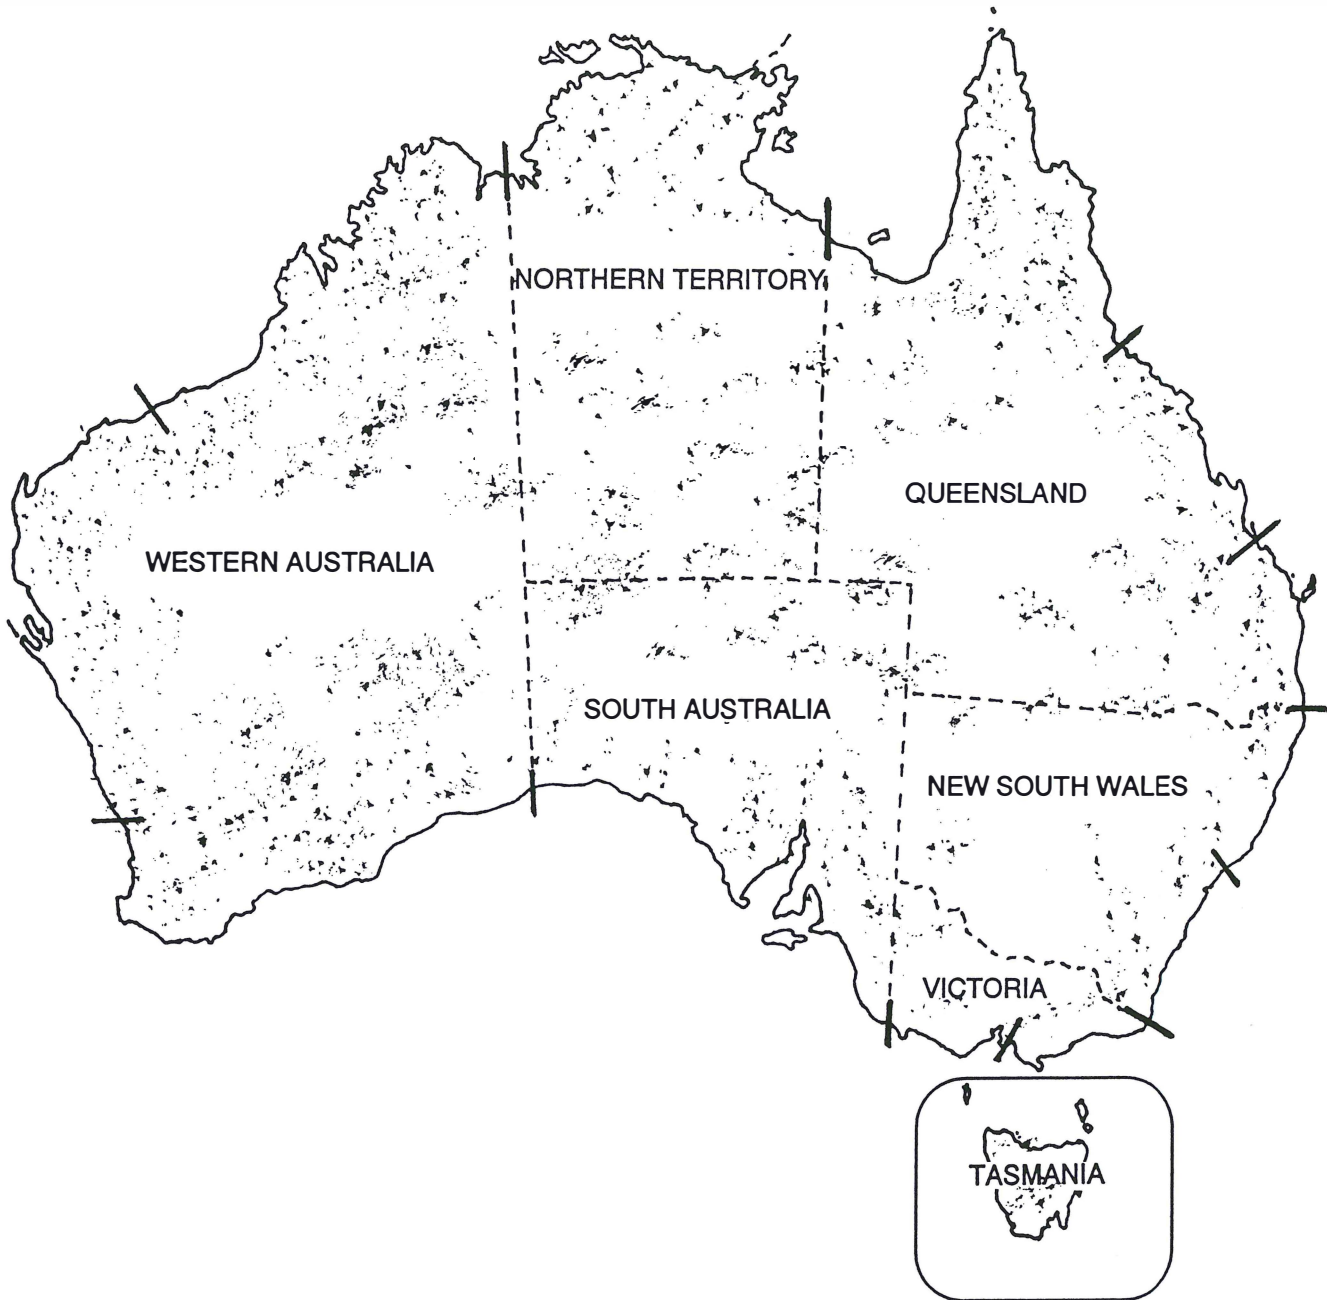 NORTHERN TERRITORY
QUEENSLAND
WESTERN AUSTRALIA
SOUTH AUSTRALIA
NEW SOUTH WALES
VICTORIA
TASMANIA